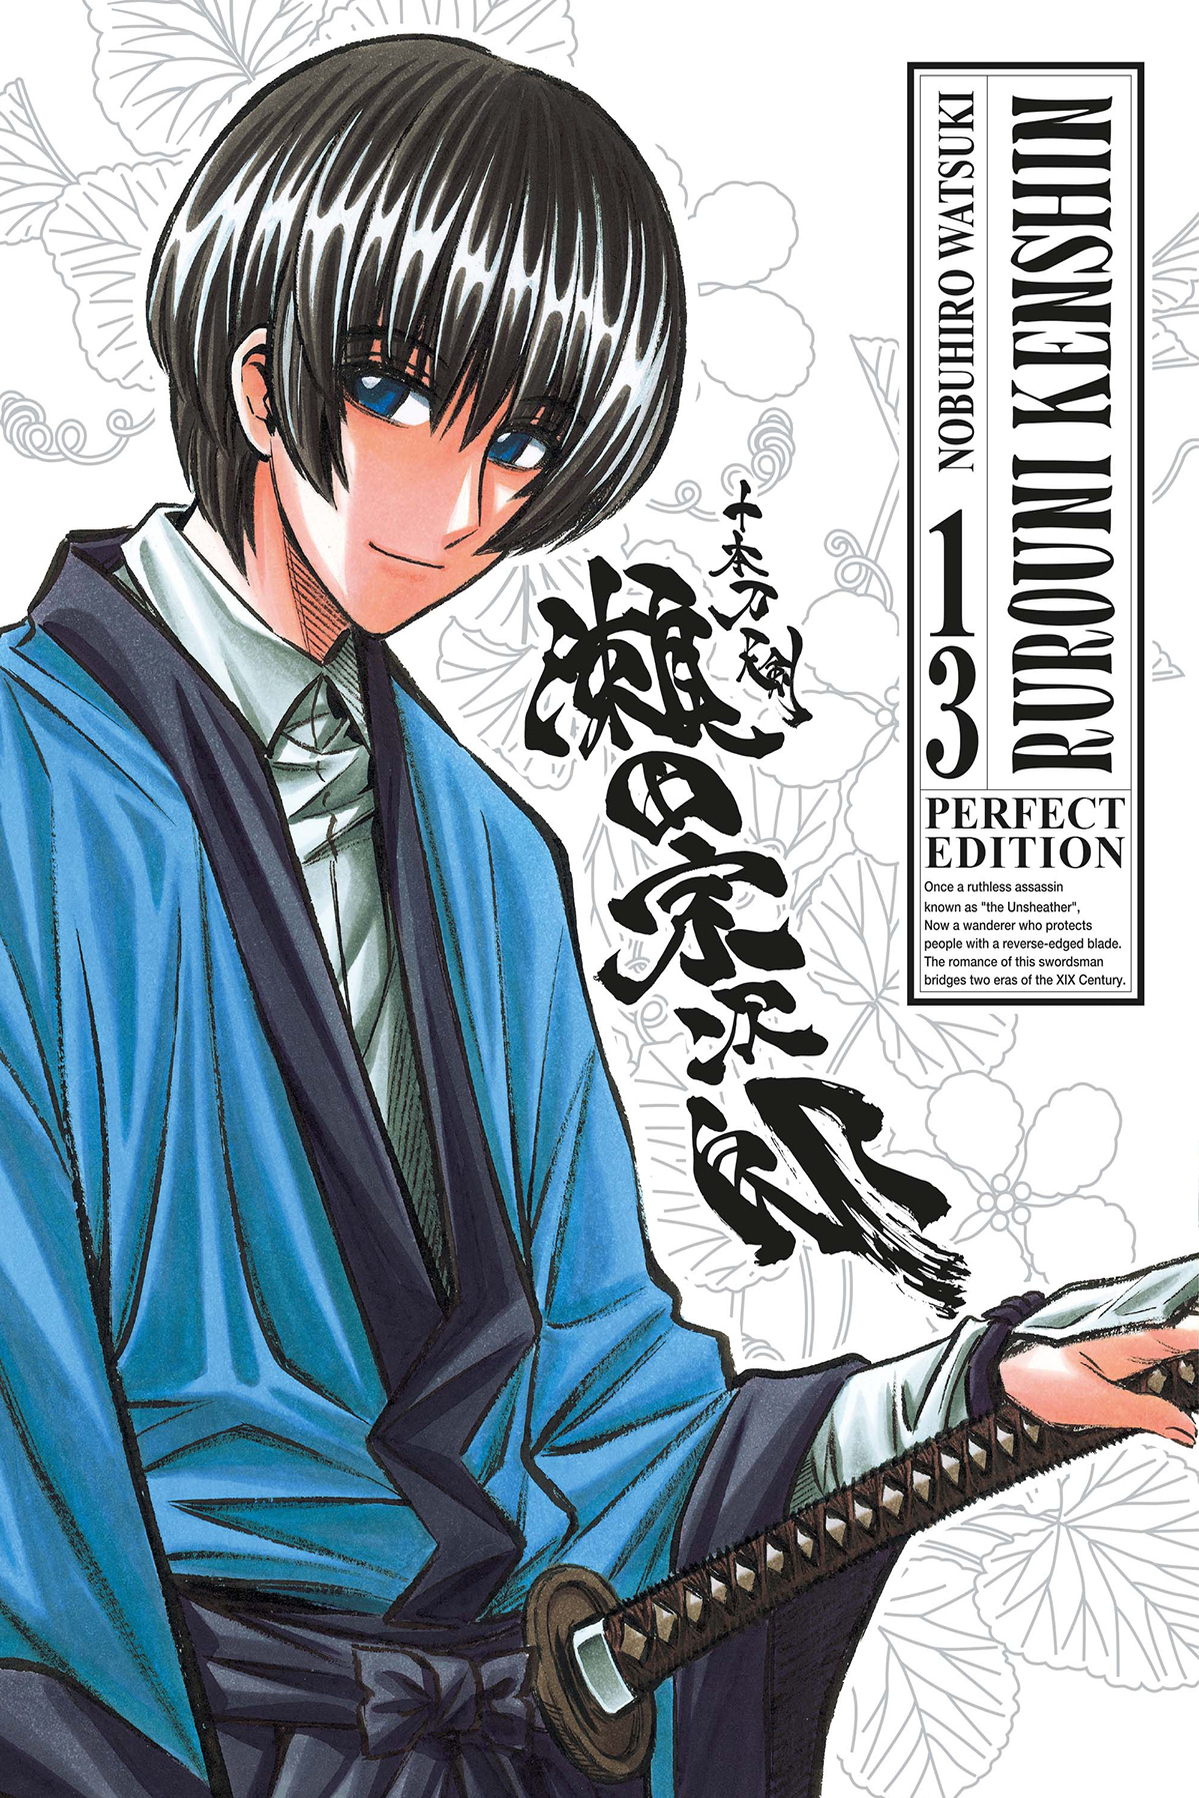 NOBUHIRO WATSUKI
RUROUNI KENSHIN
13
PERFECT
EDITION
Once a ruthless assassin
known as "the Unsheather",
Now a wanderer who protects
people with a reverse-edged blade.
The romance of this swordsman
bridges two eras of the XIX Century.
十本刀 天剣
瀬田宗次郎